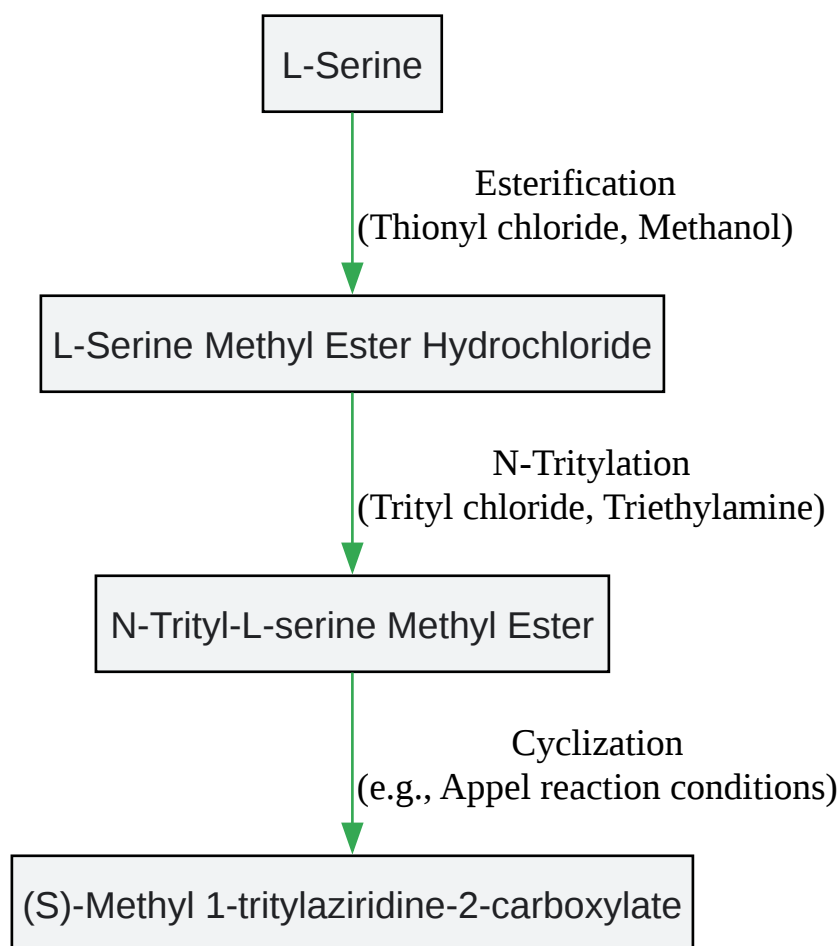 L-Serine
Esterification
(Thionyl chloride, Methanol)
L-Serine Methyl Ester Hydrochloride
N-Tritylation
(Trityl chloride, Triethylamine)
N-Trityl-L-serine Methyl Ester
Cyclization
(e.g., Appel reaction conditions)
(S)-Methyl 1-tritylaziridine-2-carboxylate